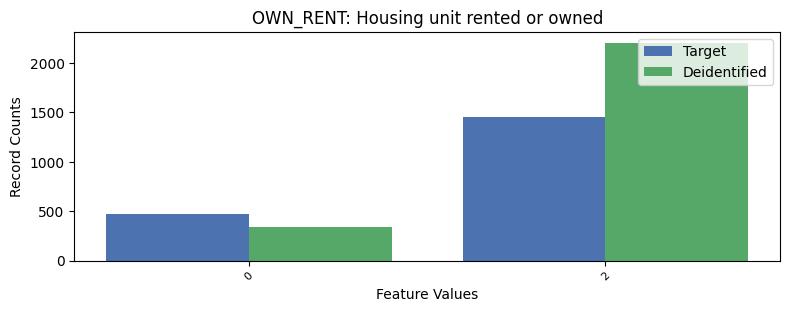 OWN_RENT: Housing unit rented or owned
Target
Deidentified
Record Counts
2000
1500
1000
500
0
0
2
Feature Values